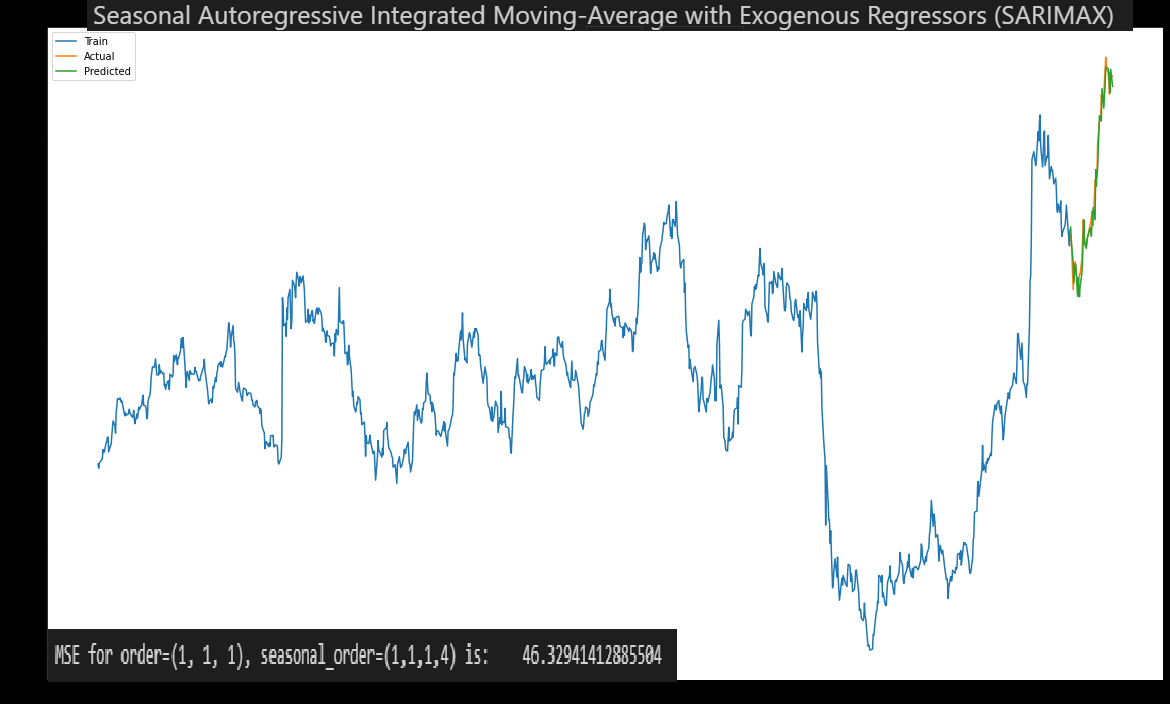 Seasonal Autoregressive Integrated Moving-Average with Exogenous Regressors (SARIMAX)
Train
Actual
Predicted
MSE for order=(1, 1, 1), seasonal_order=(1,1,1,4) is: 46.32941412885504